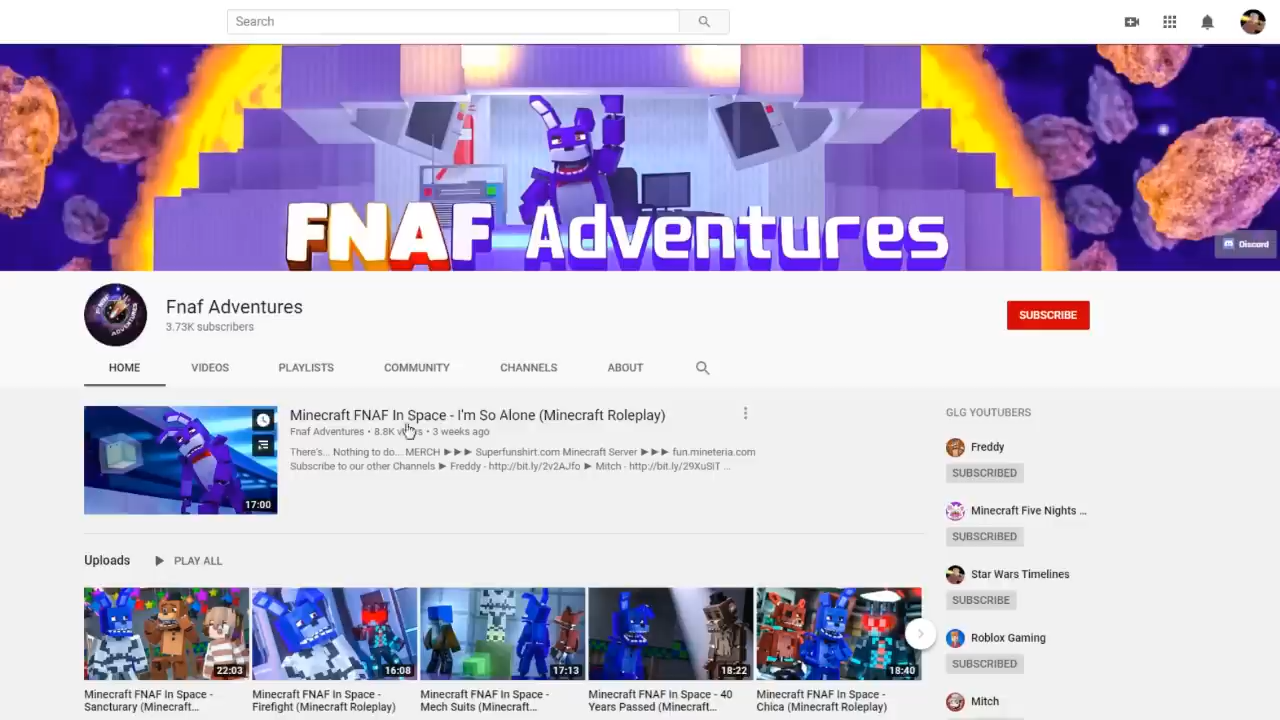 Search
FNAF Adventures
Discord
Fnaf Adventures
3.73K subscribers
SUBSCRIBE
HOME
VIDEOS
PLAYLISTS
COMMUNITY
CHANNELS
ABOUT
17:00
Minecraft FNAF In Space - I'm So Alone (Minecraft Roleplay)
Fnaf Adventures • 8.8K views • 3 weeks ago
There's... Nothing to do... MERCH ►►► Superfunshirt.com Minecraft Server ►►► fun.mineteria.com
Subscribe to our other Channels ► Freddy - http://bit.ly/2v2AJfo ► Mitch - http://bit.ly/29XuSiT ...
Uploads
PLAY ALL
22:03
Minecraft FNAF In Space -
Sancturary (Minecraft...
16:08
Minecraft FNAF In Space -
Firefight (Minecraft Roleplay)
17:13
Minecraft FNAF In Space -
Mech Suits (Minecraft...
18:22
Minecraft FNAF In Space - 40
Years Passed (Minecraft...
18:40
Minecraft FNAF In Space -
Chica (Minecraft Roleplay)
GLG YOUTUBERS
Freddy
SUBSCRIBED
Minecraft Five Nights ...
SUBSCRIBED
Star Wars Timelines
SUBSCRIBE
Roblox Gaming
SUBSCRIBED
Mitch